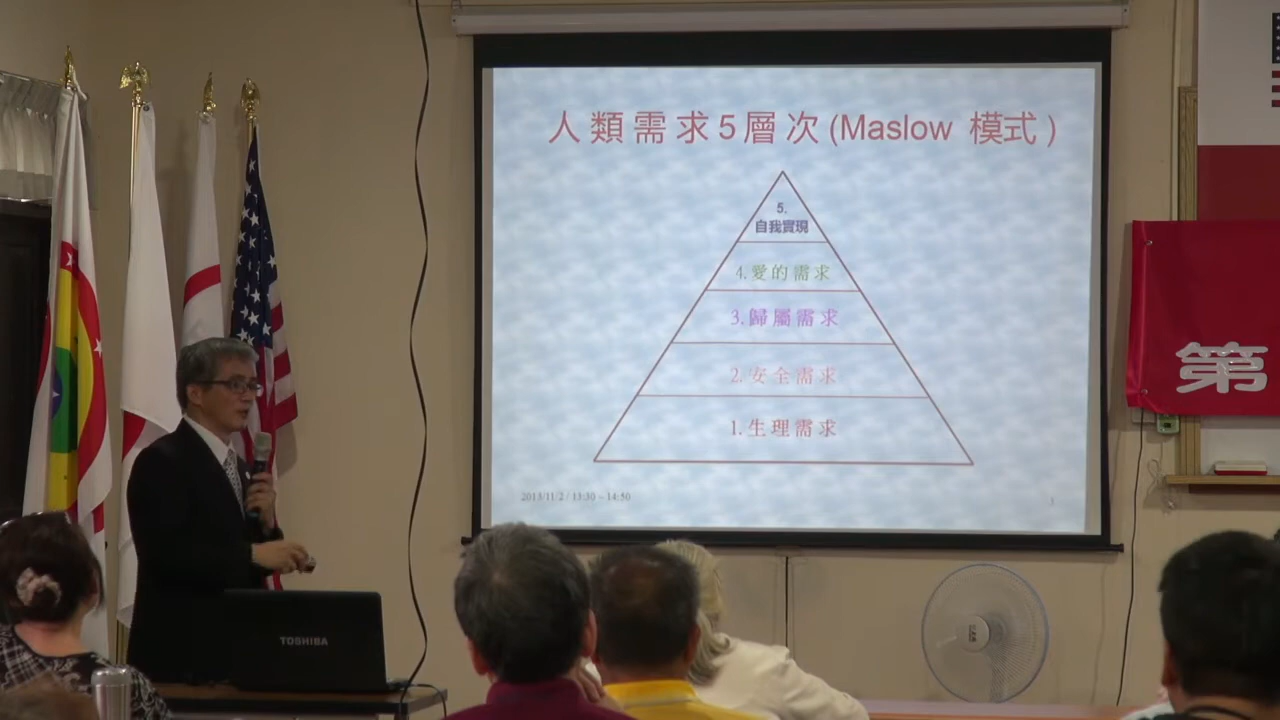 人類需求5層次(Maslow 模式)
5.
自我實現
4.愛的需求
3.歸屬需求
2.安全需求
1.生理需求
2013/11/2 / 13:30 – 14:50
3
第
TOSHIBA